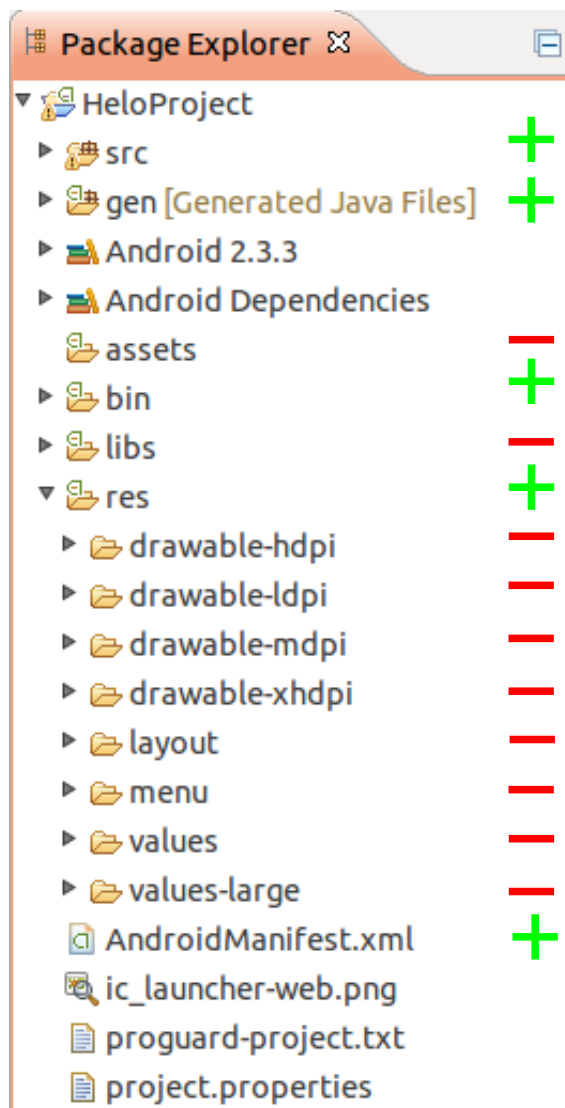 Package Explorer
HeloProject
src
gen [Generated Java Files]
Android 2.3.3
Android Dependencies
assets
bin
libs
res
drawable-hdpi
drawable-ldpi
drawable-mdpi
drawable-xhdpi
layout
menu
values
values-large
AndroidManifest.xml
ic_launcher-web.png
proguard-project.txt
project.properties